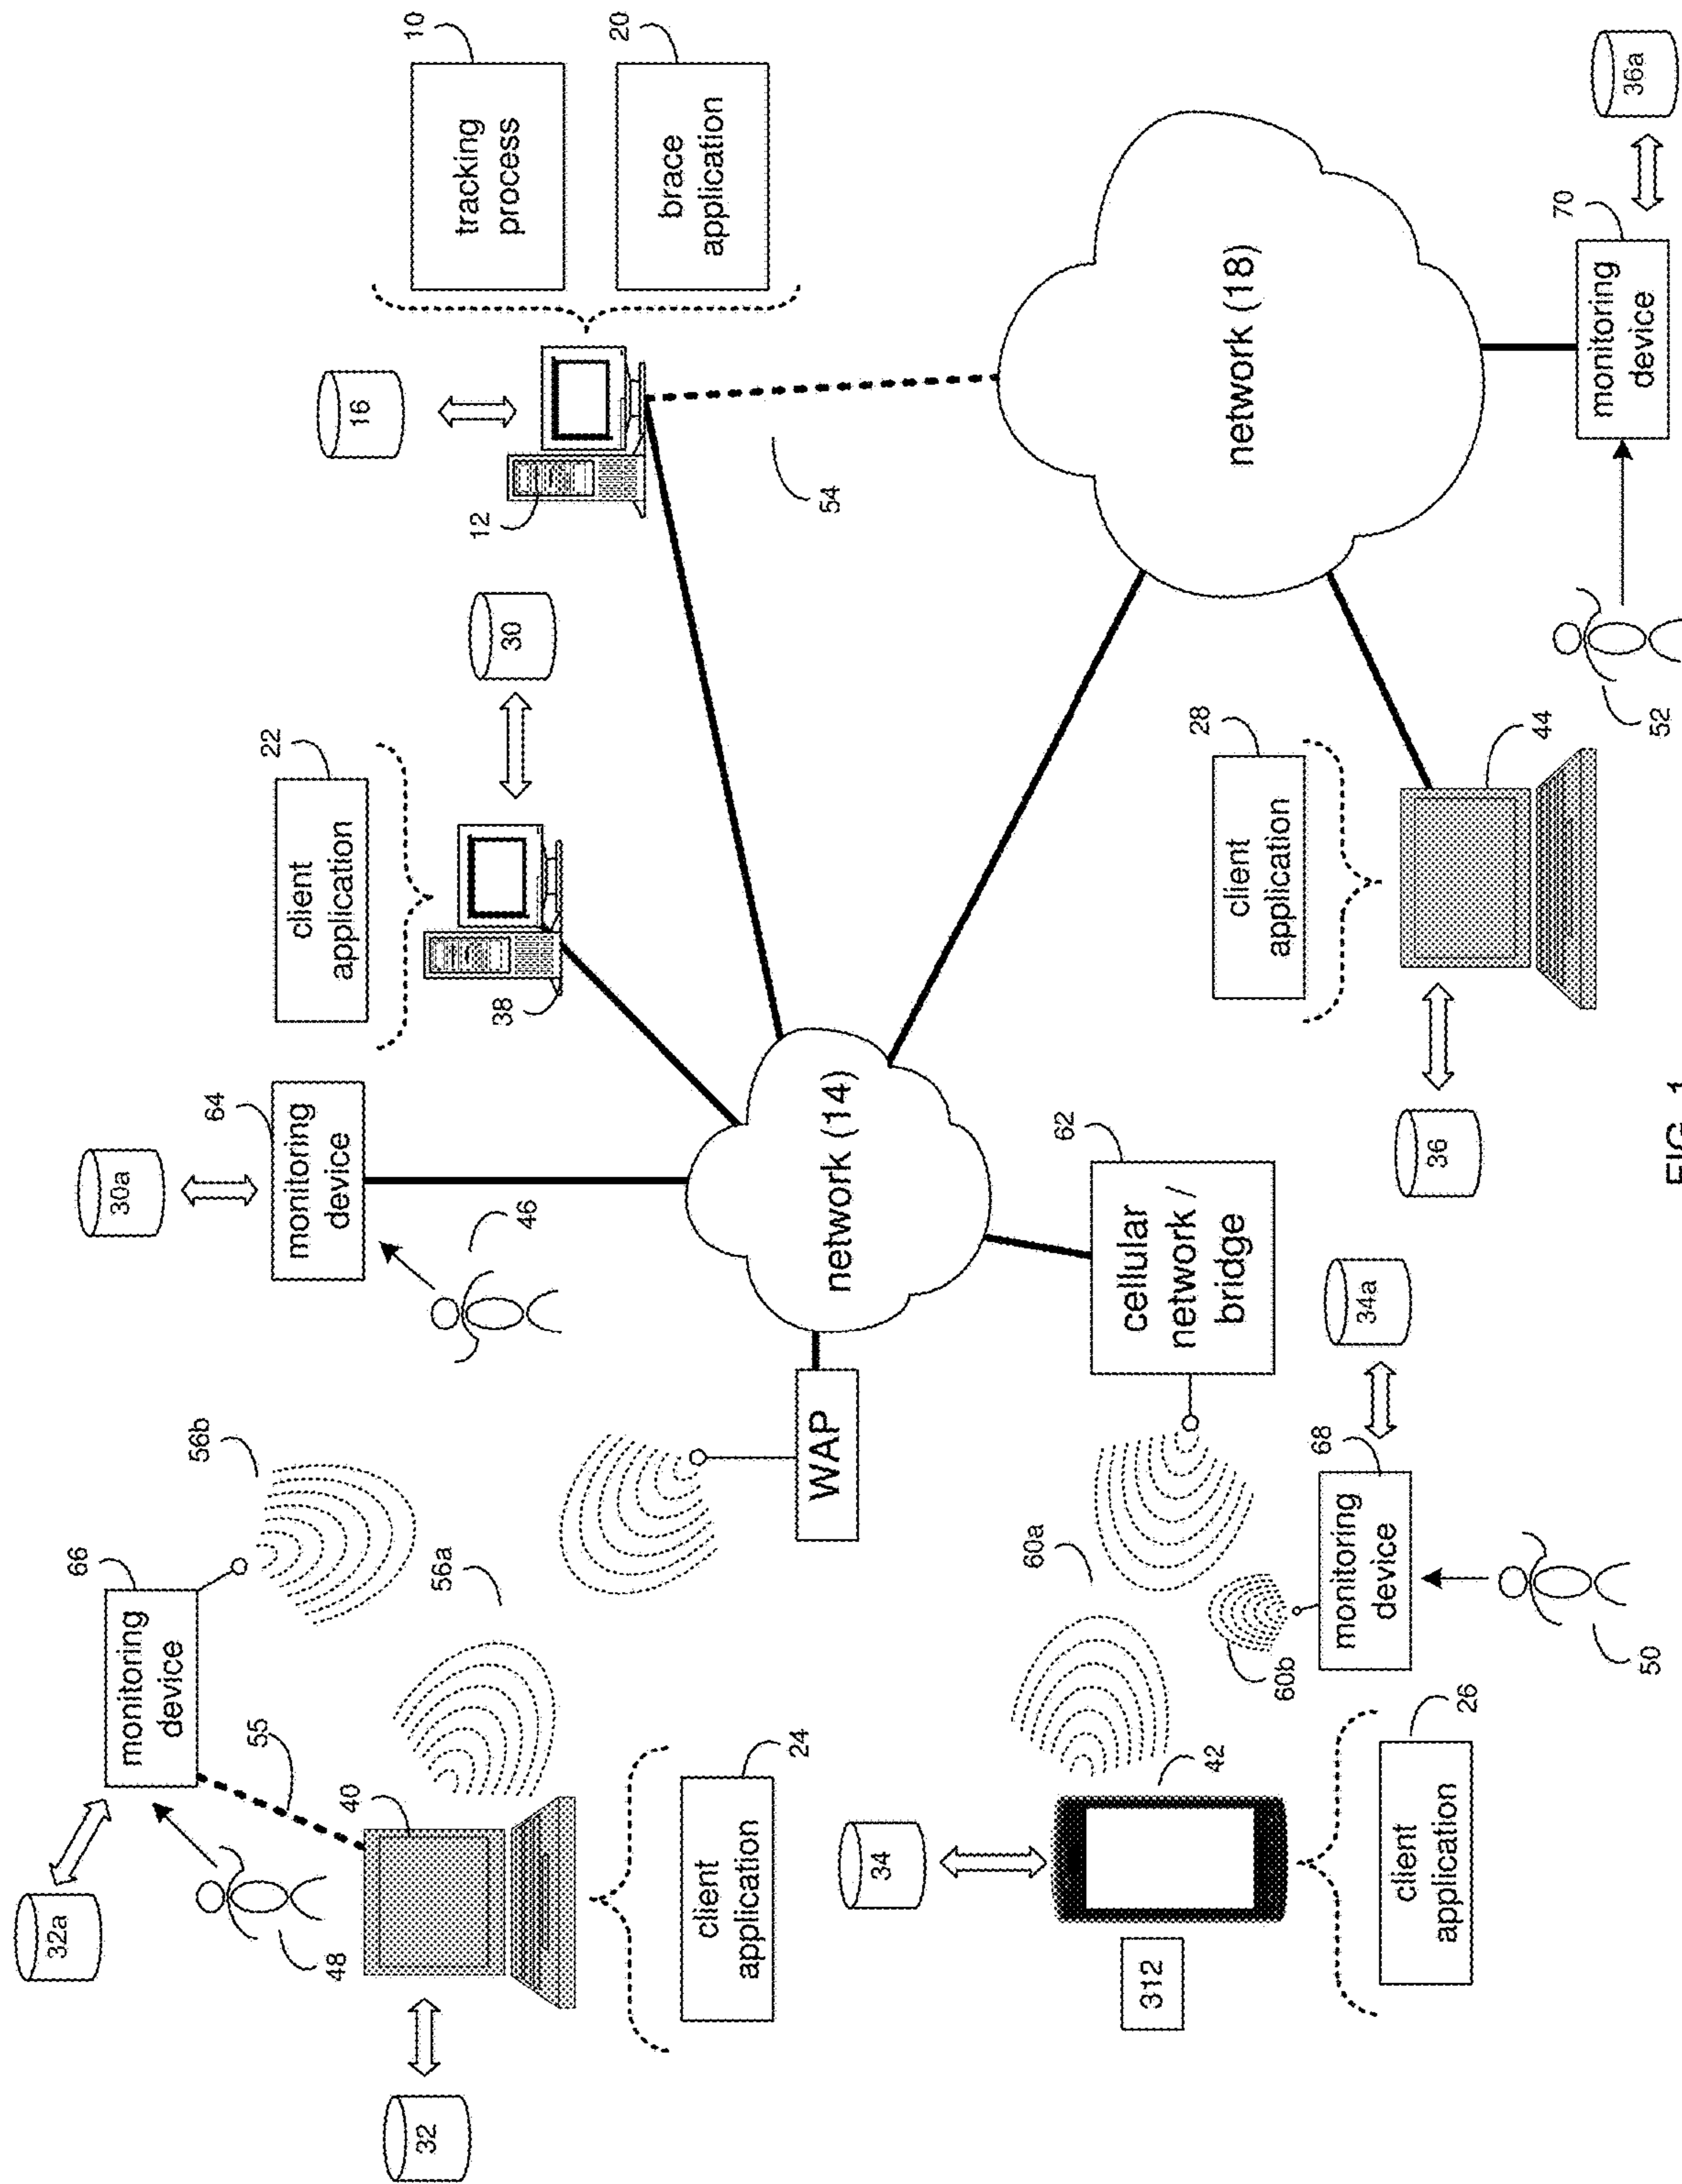 32a
66
monitoring
device
56b
30a
64
monitoring
device
22
client
application
16
10
tracking
process
48
55
40
46
38
30
12
20
brace
application
32
56a
24
client
application
WAP
network (14)
54
34
42
60a
62
cellular
network /
bridge
network (18)
312
60b
68
monitoring
device
34a
28
client
application
26
client
application
50
36
44
52
70
monitoring
device
36a
FIG. 1